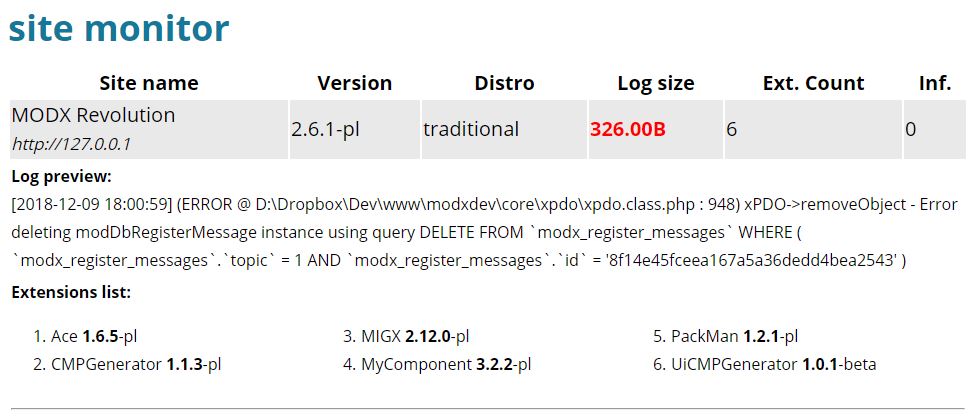 site monitor
Site name Version Distro Log size Ext. Count Inf.
MODX Revolution
http://127.0.0.1
2.6.1-pl traditional 326.00B 6 0
Log preview:
[2018-12-09 18:00:59] (ERROR @ D:\Dropbox\Dev\www\modxdev\core\xpdo\xpdo.class.php : 948) xPDO->removeObject - Error
deleting modDbRegisterMessage instance using query DELETE FROM `modx_register_messages` WHERE (
`modx_register_messages`.`topic` = 1 AND `modx_register_messages`.`id` = '8f14e45fceea167a5a36dedd4bea2543' )
Extensions list:
1. Ace 1.6.5-pl
2. CMPGenerator 1.1.3-pl
3. MIGX 2.12.0-pl
4. MyComponent 3.2.2-pl
5. PackMan 1.2.1-pl
6. UiCMPGenerator 1.0.1-beta